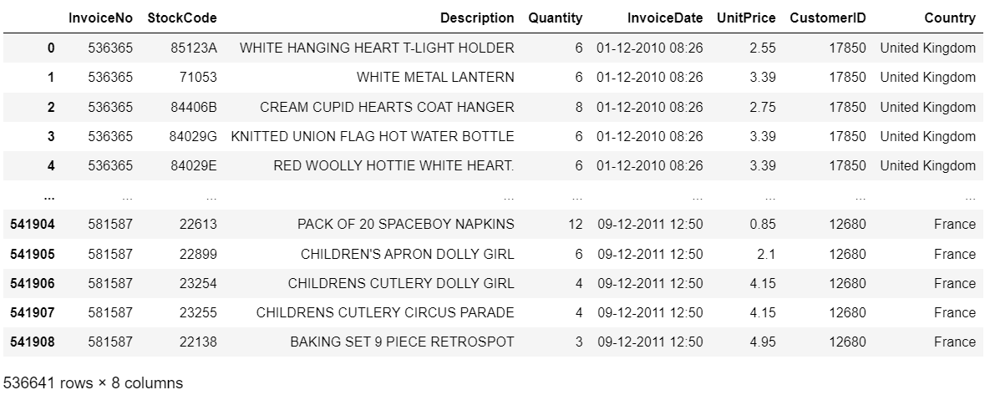 InvoiceNo StockCode Description Quantity InvoiceDate UnitPrice CustomerID Country
0 536365 85123A WHITE HANGING HEART T-LIGHT HOLDER 6 01-12-2010 08:26 2.55 17850 United Kingdom
1 536365 71053 WHITE METAL LANTERN 6 01-12-2010 08:26 3.39 17850 United Kingdom
2 536365 84406B CREAM CUPID HEARTS COAT HANGER 8 01-12-2010 08:26 2.75 17850 United Kingdom
3 536365 84029G KNITTED UNION FLAG HOT WATER BOTTLE 6 01-12-2010 08:26 3.39 17850 United Kingdom
4 536365 84029E RED WOOLLY HOTTIE WHITE HEART. 6 01-12-2010 08:26 3.39 17850 United Kingdom
... ... ... ... ... ... ... ... ...
541904 581587 22613 PACK OF 20 SPACEBOY NAPKINS 12 09-12-2011 12:50 0.85 12680 France
541905 581587 22899 CHILDREN'S APRON DOLLY GIRL 6 09-12-2011 12:50 2.1 12680 France
541906 581587 23254 CHILDRENS CUTLERY DOLLY GIRL 4 09-12-2011 12:50 4.15 12680 France
541907 581587 23255 CHILDRENS CUTLERY CIRCUS PARADE 4 09-12-2011 12:50 4.15 12680 France
541908 581587 22138 BAKING SET 9 PIECE RETROSPOT 3 09-12-2011 12:50 4.95 12680 France
536641 rows × 8 columns